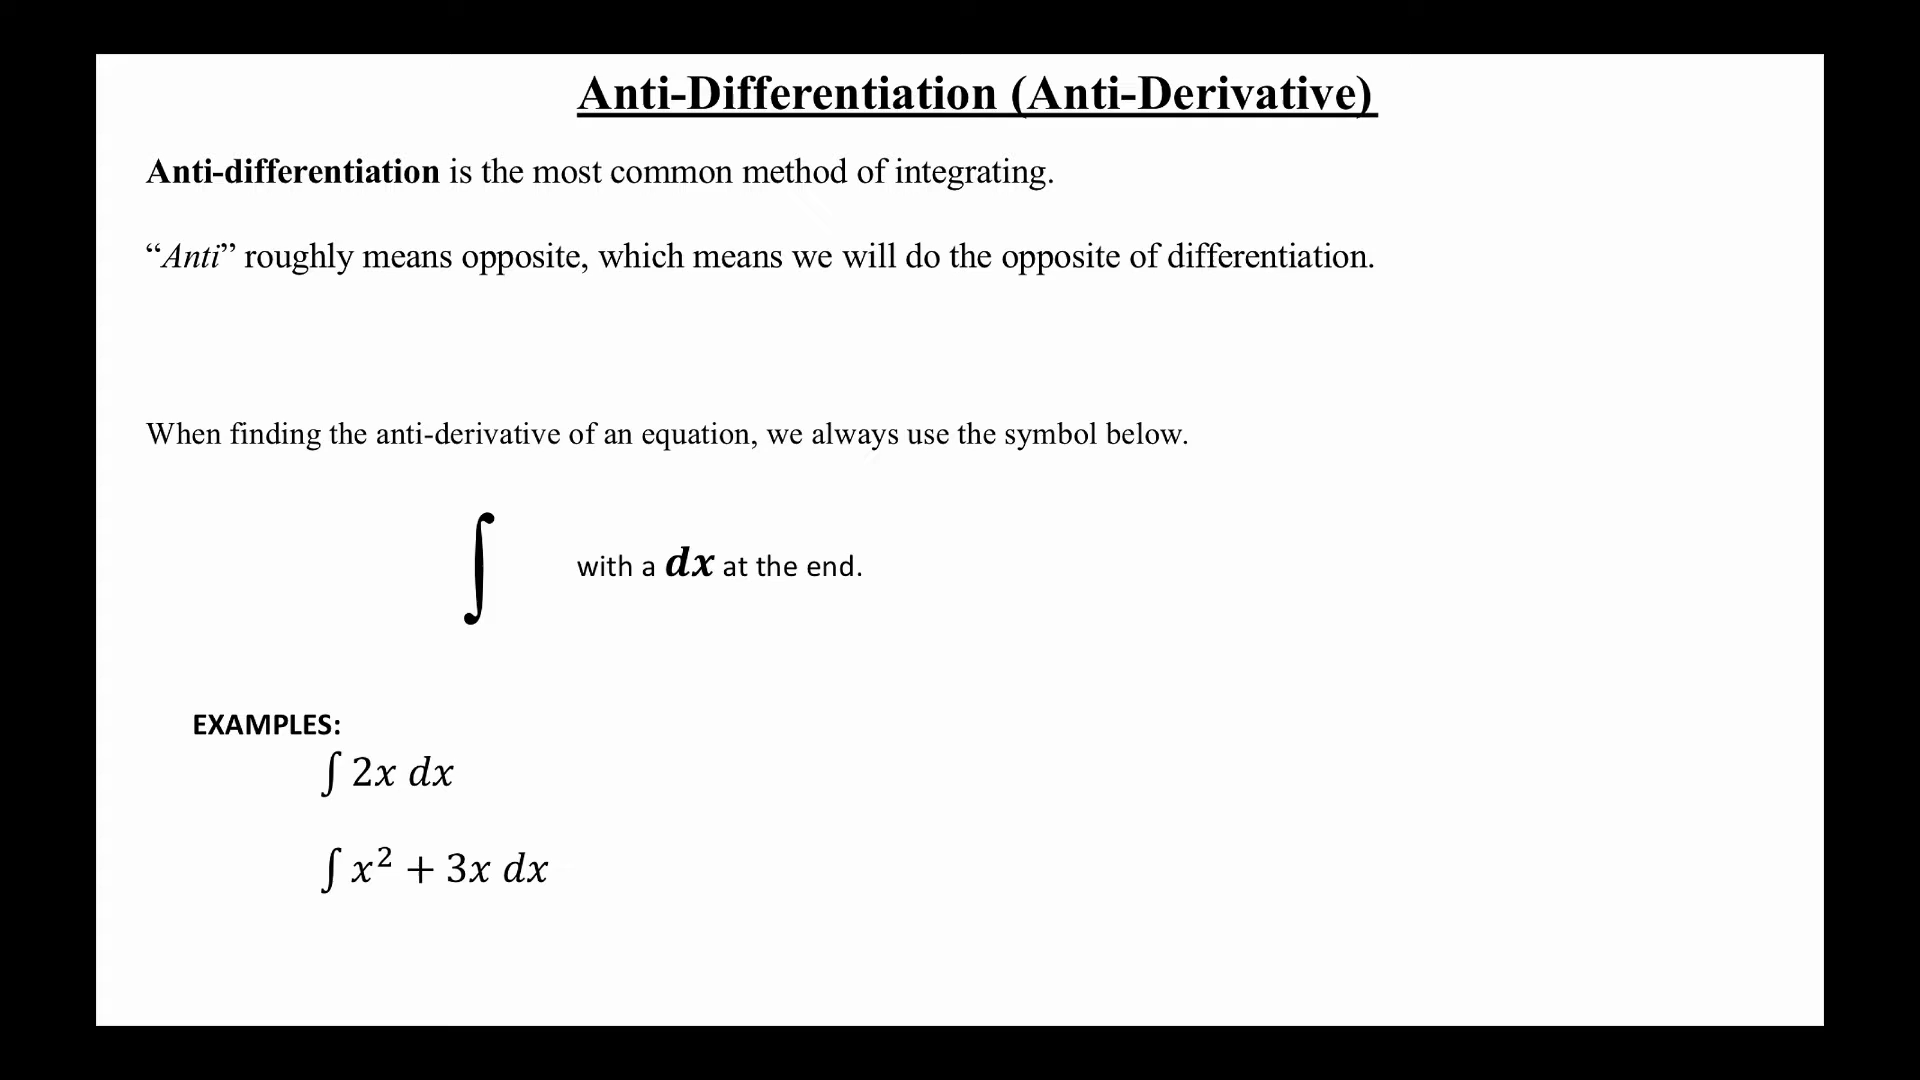 Anti-Differentiation (Anti-Derivative)
Anti-differentiation is the most common method of integrating.
“Anti” roughly means opposite, which means we will do the opposite of differentiation.
When finding the anti-derivative of an equation, we always use the symbol below.
∫ with a dx at the end.
EXAMPLES:
∫ 2x dx
∫ x² + 3x dx